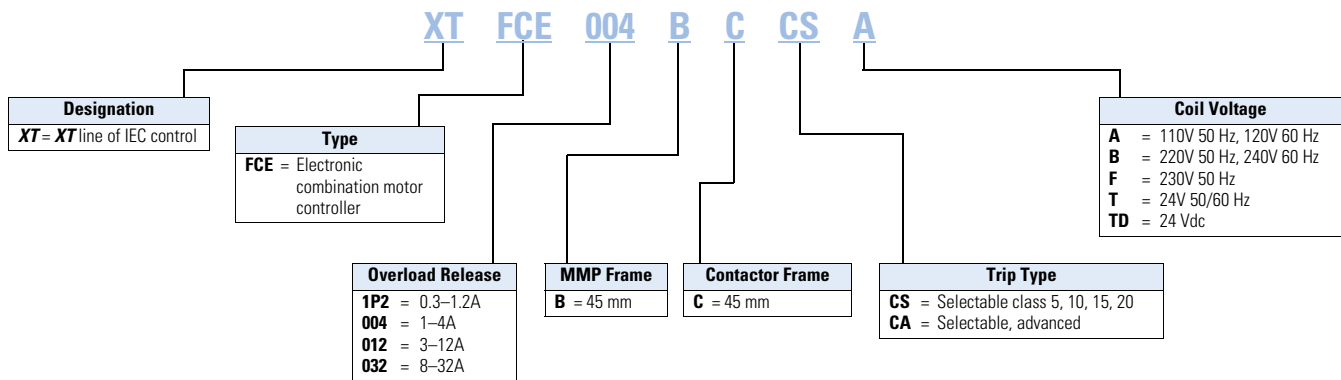 XT FCE 004 B C CS A
Designation
XT = XT line of IEC control
Type
FCE = Electronic
combination motor
controller
Coil Voltage
A = 110V 50 Hz, 120V 60 Hz
B = 220V 50 Hz, 240V 60 Hz
F = 230V 50 Hz
T = 24V 50/60 Hz
TD = 24 Vdc
Overload Release
1P2 = 0.3–1.2A
004 = 1–4A
012 = 3–12A
032 = 8–32A
MMP Frame
B = 45 mm
Contactor Frame
C = 45 mm
Trip Type
CS = Selectable class 5, 10, 15, 20
CA = Selectable, advanced